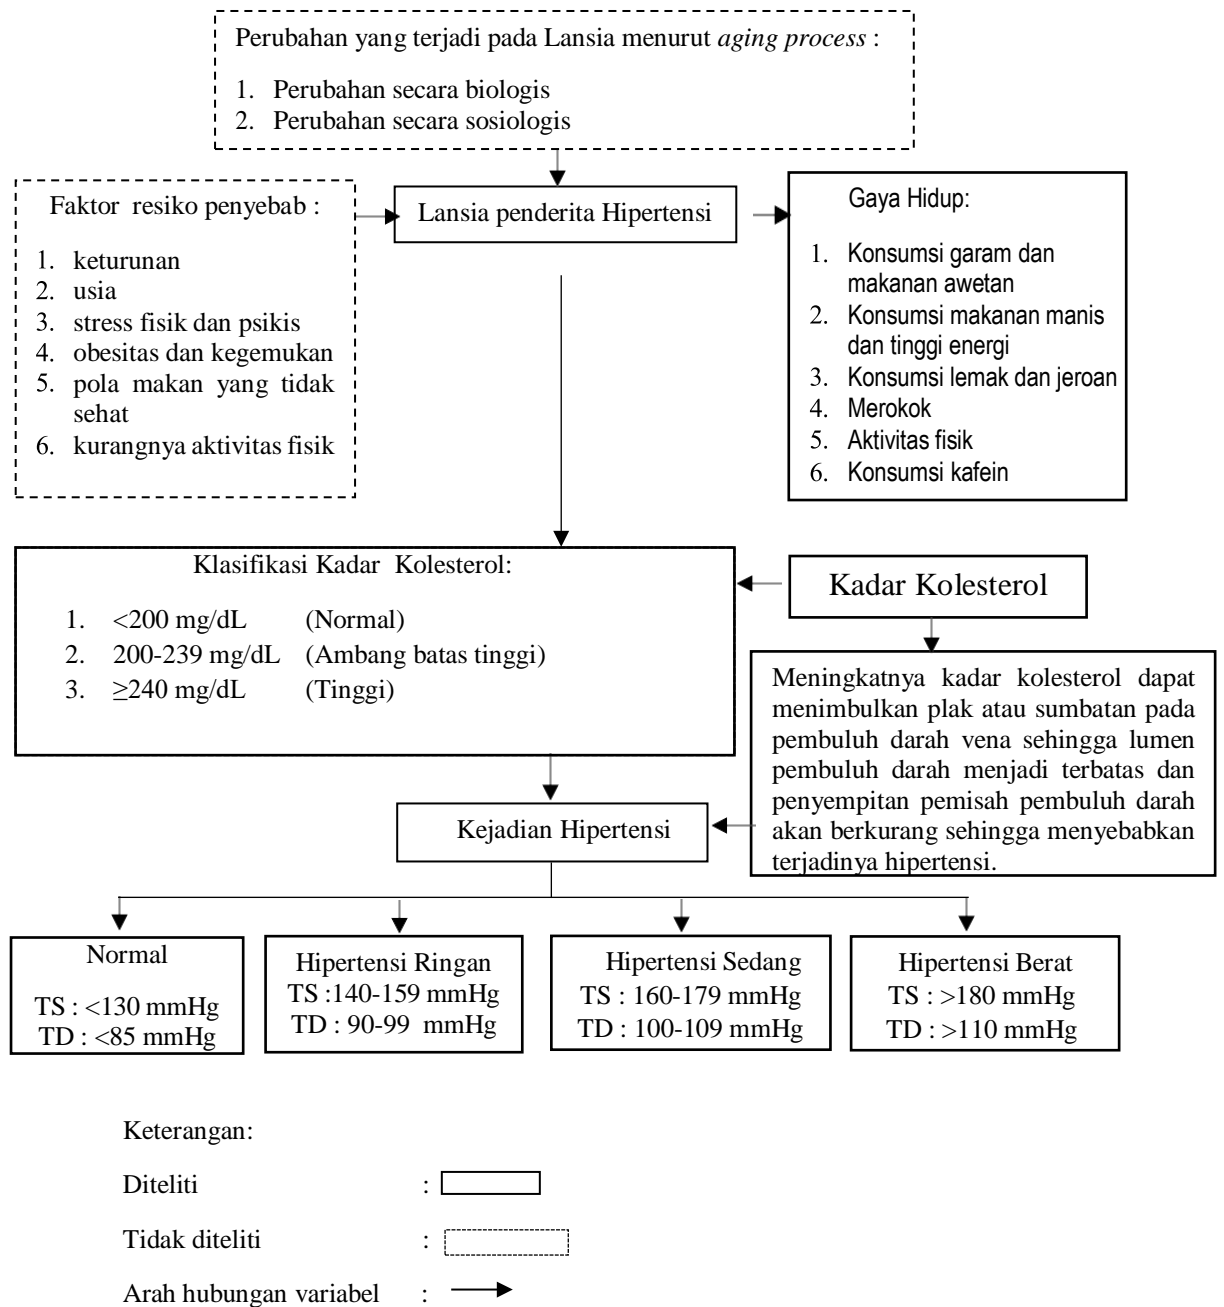 Perubahan yang terjadi pada Lansia menurut aging process :
1. Perubahan secara biologis
2. Perubahan secara sosiologis
Faktor resiko penyebab :
1. keturunan
2. usia
3. stress fisik dan psikis
4. obesitas dan kegemukan
5. pola makan yang tidak
sehat
6. kurangnya aktivitas fisik
Lansia penderita Hipertensi
Gaya Hidup:
1. Konsumsi garam dan
makanan awetan
2. Konsumsi makanan manis
dan tinggi energi
3. Konsumsi lemak dan jeroan
4. Merokok
5. Aktivitas fisik
6. Konsumsi kafein
Klasifikasi Kadar Kolesterol:
1. <200 mg/dL (Normal)
2. 200-239 mg/dL (Ambang batas tinggi)
3. ≥240 mg/dL (Tinggi)
Kadar Kolesterol
Meningkatnya kadar kolesterol dapat
menimbulkan plak atau sumbatan pada
pembuluh darah vena sehingga lumen
pembuluh darah menjadi terbatas dan
penyempitan pemisah pembuluh darah
akan berkurang sehingga menyebabkan
terjadinya hipertensi.
Kejadian Hipertensi
Normal
TS : <130 mmHg
TD : <85 mmHg
Hipertensi Ringan
TS :140-159 mmHg
TD : 90-99 mmHg
Hipertensi Sedang
TS : 160-179 mmHg
TD : 100-109 mmHg
Hipertensi Berat
TS : >180 mmHg
TD : >110 mmHg
Keterangan:
Diteliti :
Tidak diteliti :
Arah hubungan variabel :